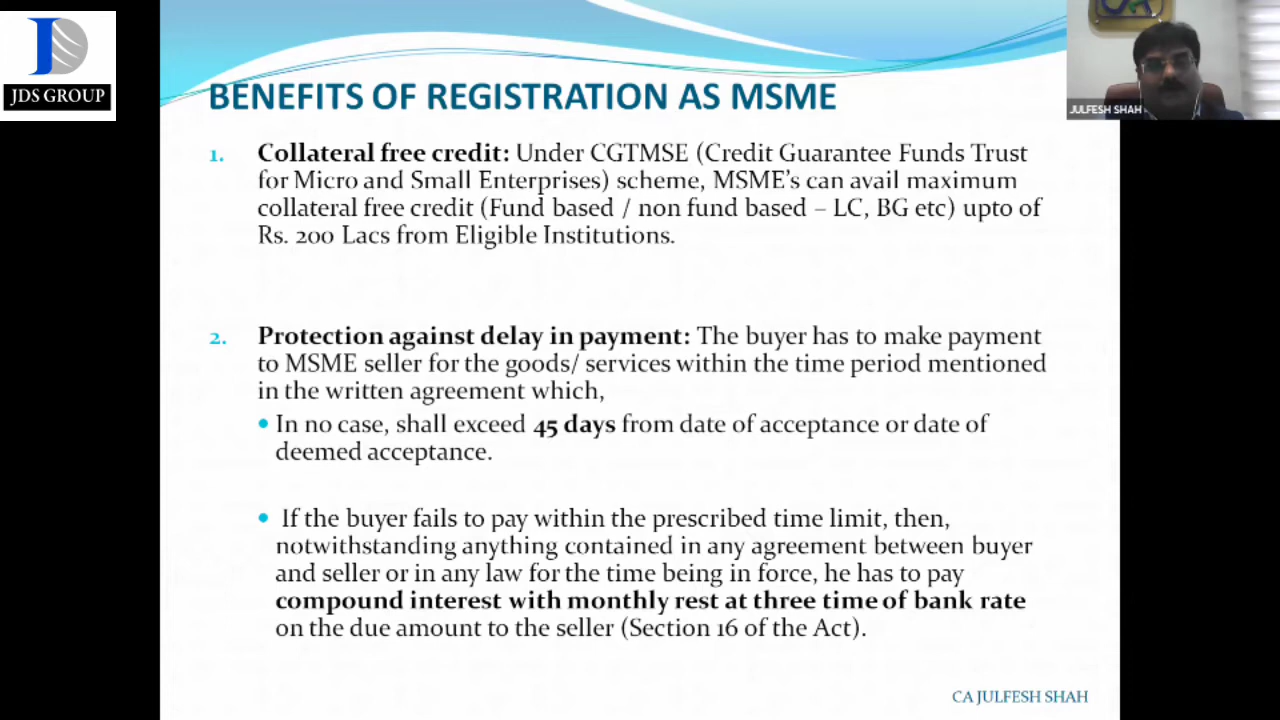 JDS GROUP
BENEFITS OF REGISTRATION AS MSME
JULFESH SHAH
1. Collateral free credit: Under CGTMSE (Credit Guarantee Funds Trust
for Micro and Small Enterprises) scheme, MSME's can avail maximum
collateral free credit (Fund based / non fund based – LC, BG etc) upto of
Rs. 200 Lacs from Eligible Institutions.
2. Protection against delay in payment: The buyer has to make payment
to MSME seller for the goods/ services within the time period mentioned
in the written agreement which,
• In no case, shall exceed 45 days from date of acceptance or date of
deemed acceptance.
• If the buyer fails to pay within the prescribed time limit, then,
notwithstanding anything contained in any agreement between buyer
and seller or in any law for the time being in force, he has to pay
compound interest with monthly rest at three time of bank rate
on the due amount to the seller (Section 16 of the Act).
CA JULFESH SHAH